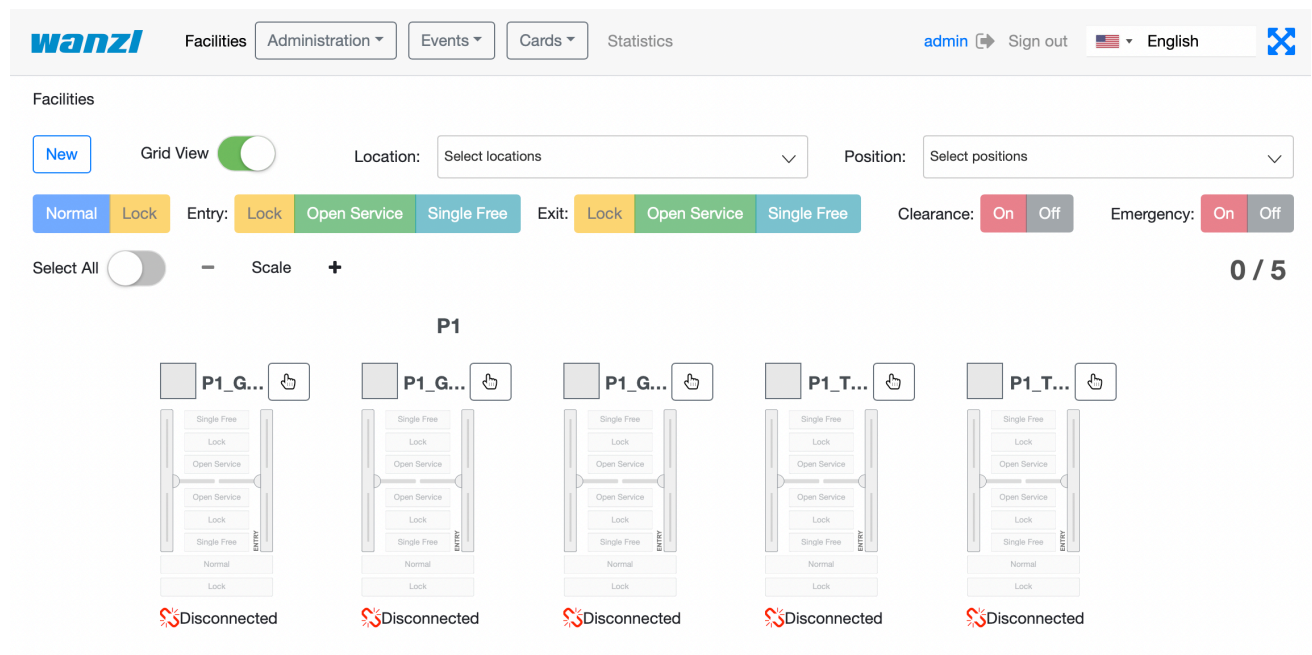 wanzl Facilities Administration Events Cards Statistics admin Sign out English
Facilities
New Grid View Location: Select locations Position: Select positions
Normal Lock Entry: Lock Open Service Single Free Exit: Lock Open Service Single Free Clearance: On Off Emergency: On Off
Select All − Scale + 0 / 5
P1
P1_G... P1_G... P1_G... P1_T... P1_T...
Single Free Single Free Single Free Single Free Single Free
Lock Lock Lock Lock Lock
Open Service Open Service Open Service Open Service Open Service
Open Service Open Service Open Service Open Service Open Service
Lock Lock Lock Lock Lock
Single Free ENTRY Single Free ENTRY Single Free ENTRY Single Free ENTRY Single Free ENTRY
Normal Normal Normal Normal Normal
Lock Lock Lock Lock Lock
Disconnected Disconnected Disconnected Disconnected Disconnected